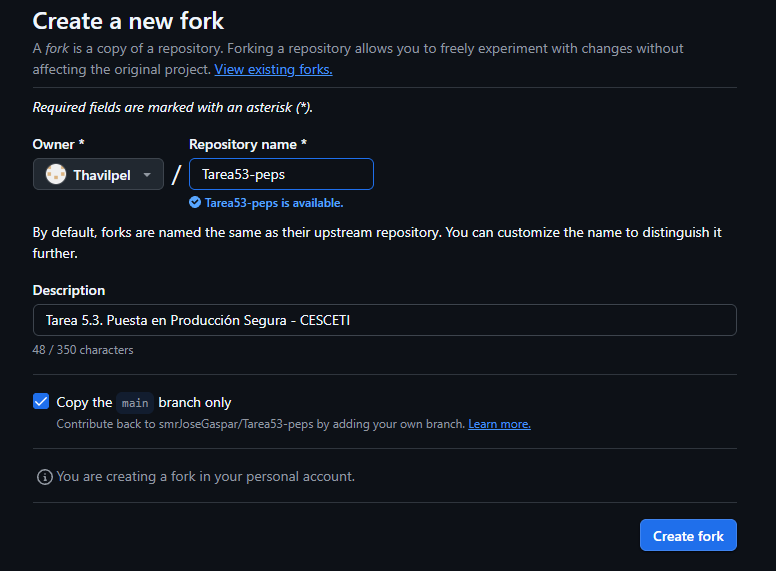 Create a new fork
A fork is a copy of a repository. Forking a repository allows you to freely experiment with changes without
affecting the original project. View existing forks.
Required fields are marked with an asterisk (*).
Owner *
Repository name *
Thavilpel
/
Tarea53-peps
Tarea53-peps is available.
By default, forks are named the same as their upstream repository. You can customize the name to distinguish it
further.
Description
Tarea 5.3. Puesta en Producción Segura - CESCETI
48 / 350 characters
Copy the main branch only
Contribute back to smrJoseGaspar/Tarea53-peps by adding your own branch. Learn more.
You are creating a fork in your personal account.
Create fork